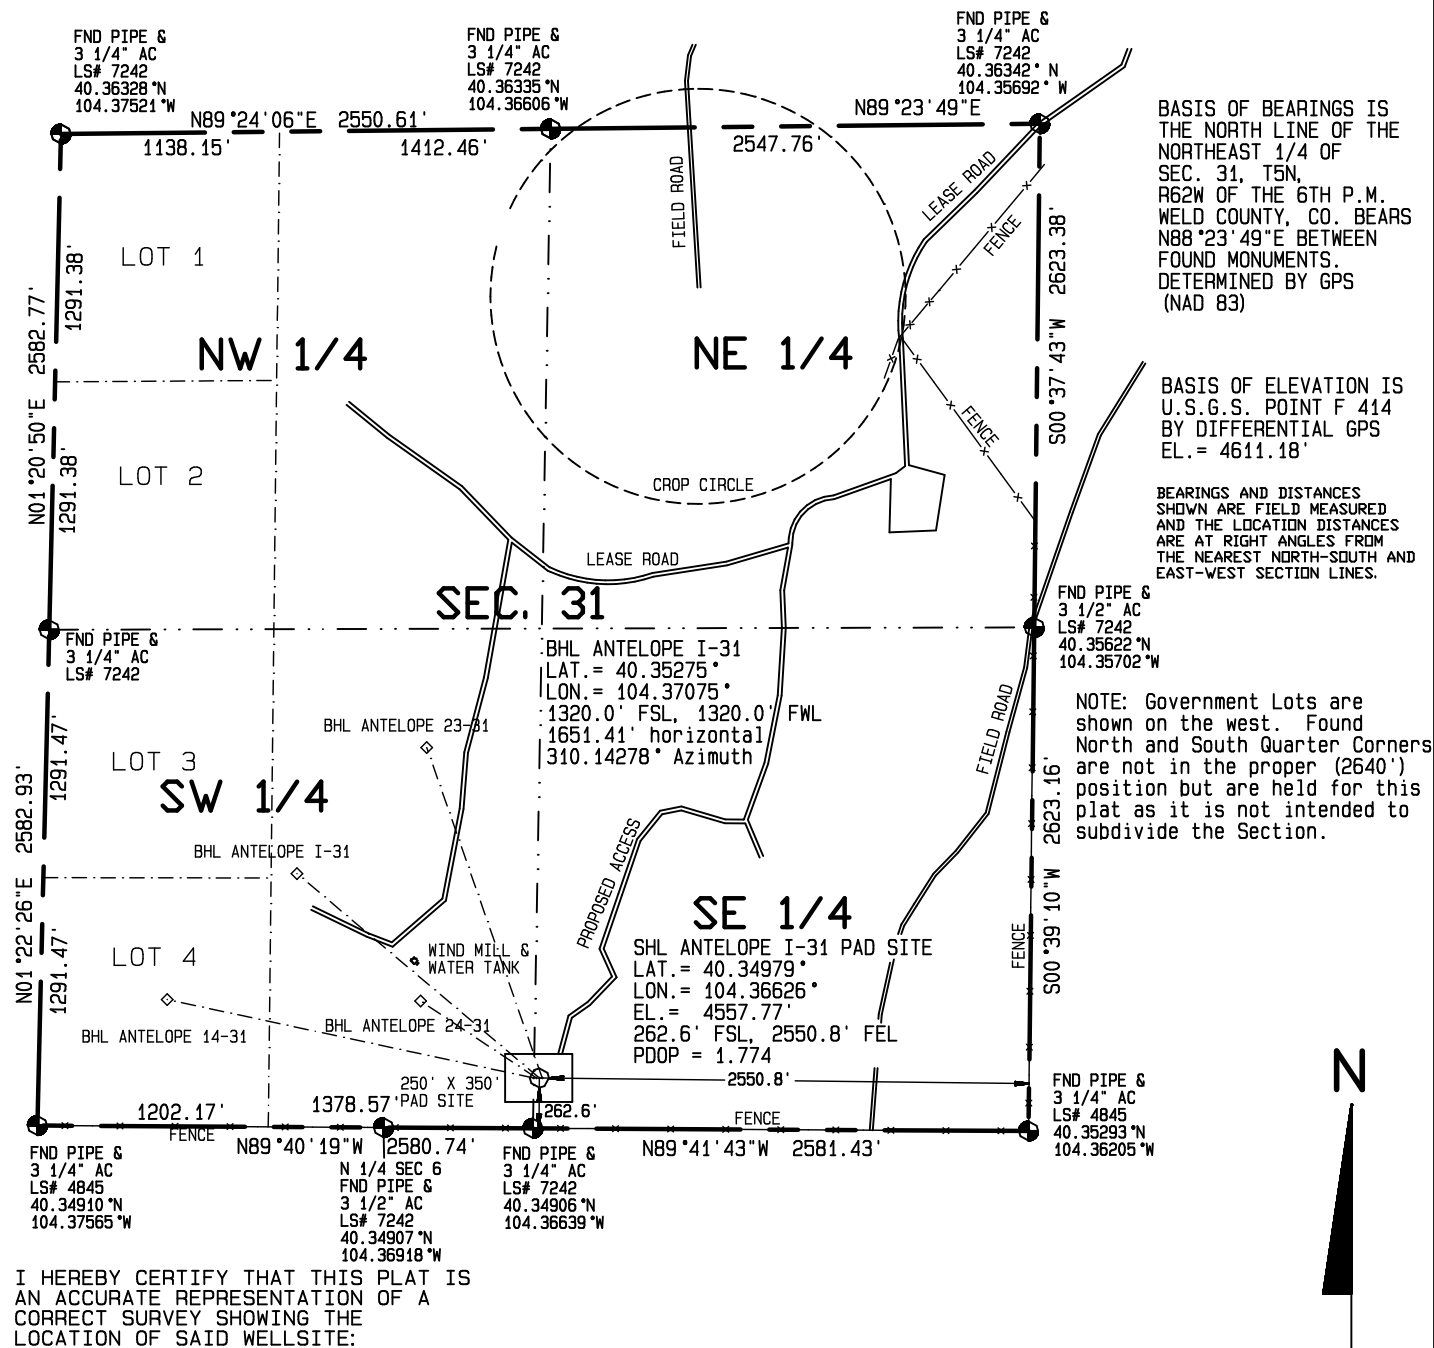 FND PIPE &
3 1/4" AC
LS# 7242
40.36328°N
104.37521°W
FND PIPE &
3 1/4" AC
LS# 7242
40.36335°N
104.36606°W
FND PIPE &
3 1/4" AC
LS# 7242
40.36342° N
104.35692° W
N89°24'06"E 2550.61'
1138.15'
1412.46'
N89°23'49"E
2547.76'
BASIS OF BEARINGS IS
THE NORTH LINE OF THE
NORTHEAST 1/4 OF
SEC. 31, T5N,
R62W OF THE 6TH P.M.
WELD COUNTY, CO. BEARS
N88°23'49"E BETWEEN
FOUND MONUMENTS.
DETERMINED BY GPS
(NAD 83)
FIELD ROAD
LEASE ROAD
FENCE
LOT 1
1291.38'
N01°20'50"E 2582.77'
S00°37'43"W 2623.38'
NW 1/4
NE 1/4
BASIS OF ELEVATION IS
U.S.G.S. POINT F 414
BY DIFFERENTIAL GPS
EL.= 4611.18'
FENCE
LOT 2
1291.38'
CROP CIRCLE
BEARINGS AND DISTANCES
SHOWN ARE FIELD MEASURED
AND THE LOCATION DISTANCES
ARE AT RIGHT ANGLES FROM
THE NEAREST NORTH-SOUTH AND
EAST-WEST SECTION LINES.
LEASE ROAD
SEC. 31
FND PIPE &
3 1/2" AC
LS# 7242
40.35622°N
104.35702°W
FND PIPE &
3 1/4" AC
LS# 7242
BHL ANTELOPE I-31
LAT.= 40.35275°
LON.= 104.37075°
1320.0' FSL, 1320.0' FWL
1651.41' horizontal
310.14278° Azimuth
NOTE: Government Lots are
shown on the west. Found
North and South Quarter Corners
are not in the proper (2640')
position but are held for this
plat as it is not intended to
subdivide the Section.
BHL ANTELOPE 23-31
FIELD ROAD
LOT 3
1291.47'
SW 1/4
N01°22'26"E 2582.93'
S00°39'10"W 2623.16'
BHL ANTELOPE I-31
PROPOSED ACCESS
SE 1/4
SHL ANTELOPE I-31 PAD SITE
LAT.= 40.34979°
LON.= 104.36626°
EL.= 4557.77'
262.6' FSL, 2550.8' FEL
PDOP = 1.774
FENCE
LOT 4
1291.47'
WIND MILL &
WATER TANK
BHL ANTELOPE 14-31
BHL ANTELOPE 24-31
N
250' X 350'
PAD SITE
2550.8'
262.6'
1202.17'
1378.57'
FENCE
FENCE
N89°40'19"W 2580.74'
N89°41'43"W 2581.43'
FND PIPE &
3 1/4" AC
LS# 4845
40.35293°N
104.36205°W
FND PIPE &
3 1/4" AC
LS# 4845
40.34910°N
104.37565°W
N 1/4 SEC 6
FND PIPE &
3 1/2" AC
LS# 7242
40.34907°N
104.36918°W
FND PIPE &
3 1/4" AC
LS# 7242
40.34906°N
104.36639°W
I HEREBY CERTIFY THAT THIS PLAT IS
AN ACCURATE REPRESENTATION OF A
CORRECT SURVEY SHOWING THE
LOCATION OF SAID WELLSITE: